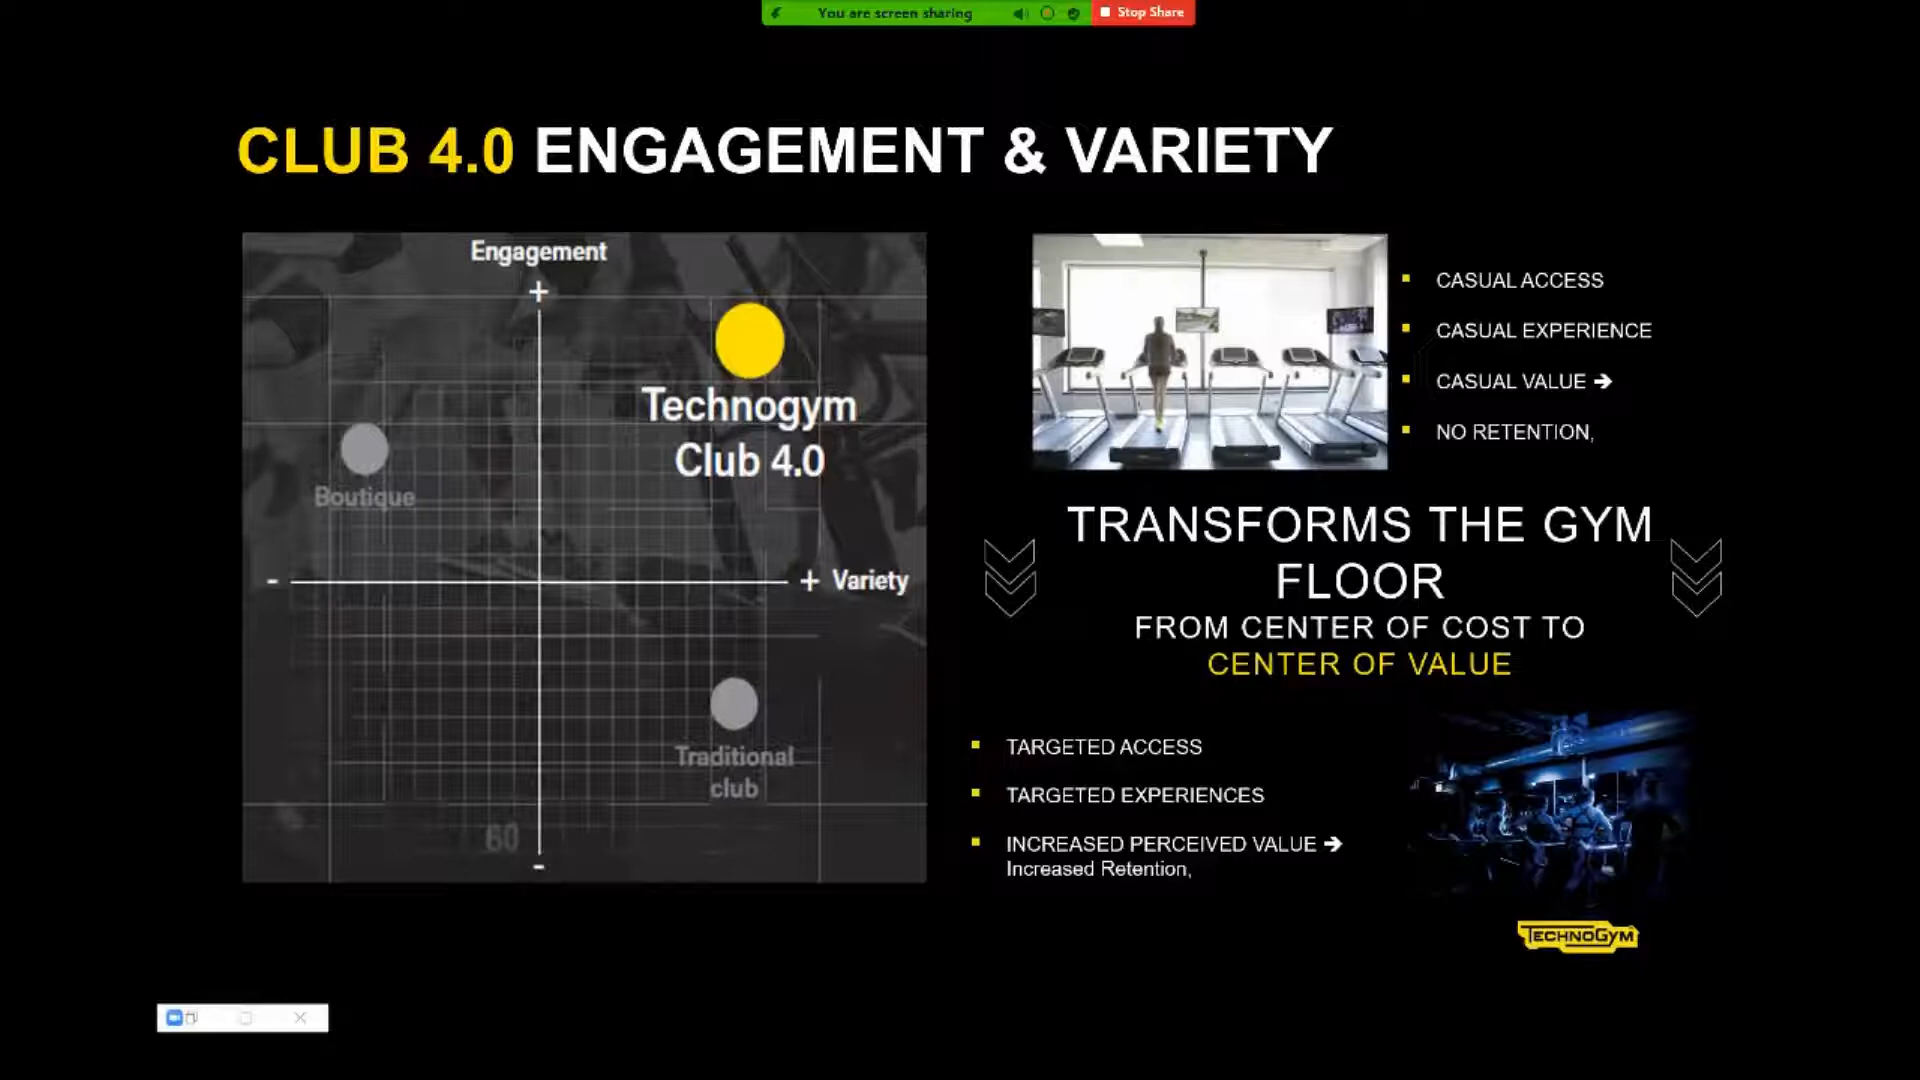 You are screen sharing
Stop Share
CLUB 4.0 ENGAGEMENT & VARIETY
Engagement
+
Technogym
Club 4.0
Boutique
-
+ Variety
Traditional
club
60
-
▪ CASUAL ACCESS
▪ CASUAL EXPERIENCE
▪ CASUAL VALUE ➔
▪ NO RETENTION,
TRANSFORMS THE GYM
FLOOR
FROM CENTER OF COST TO
CENTER OF VALUE
▪ TARGETED ACCESS
▪ TARGETED EXPERIENCES
▪ INCREASED PERCEIVED VALUE ➔
Increased Retention,
TECHNOGYM